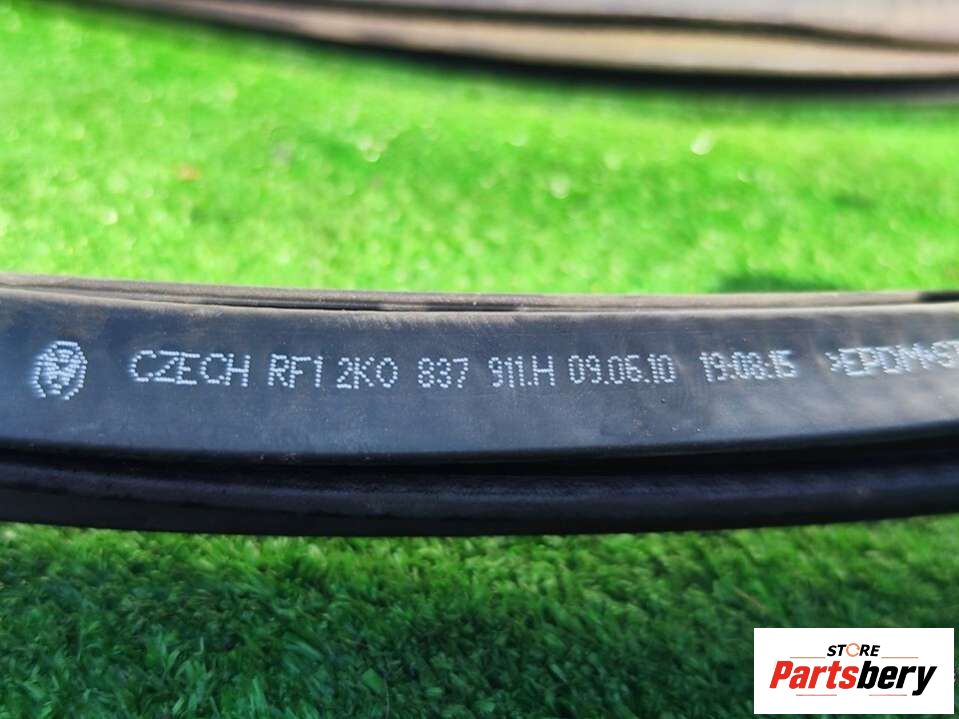 CZECH RF1 2K0 837 911.H 09.06.10 19:08:15 >EPDM+
STORE
Partsbery